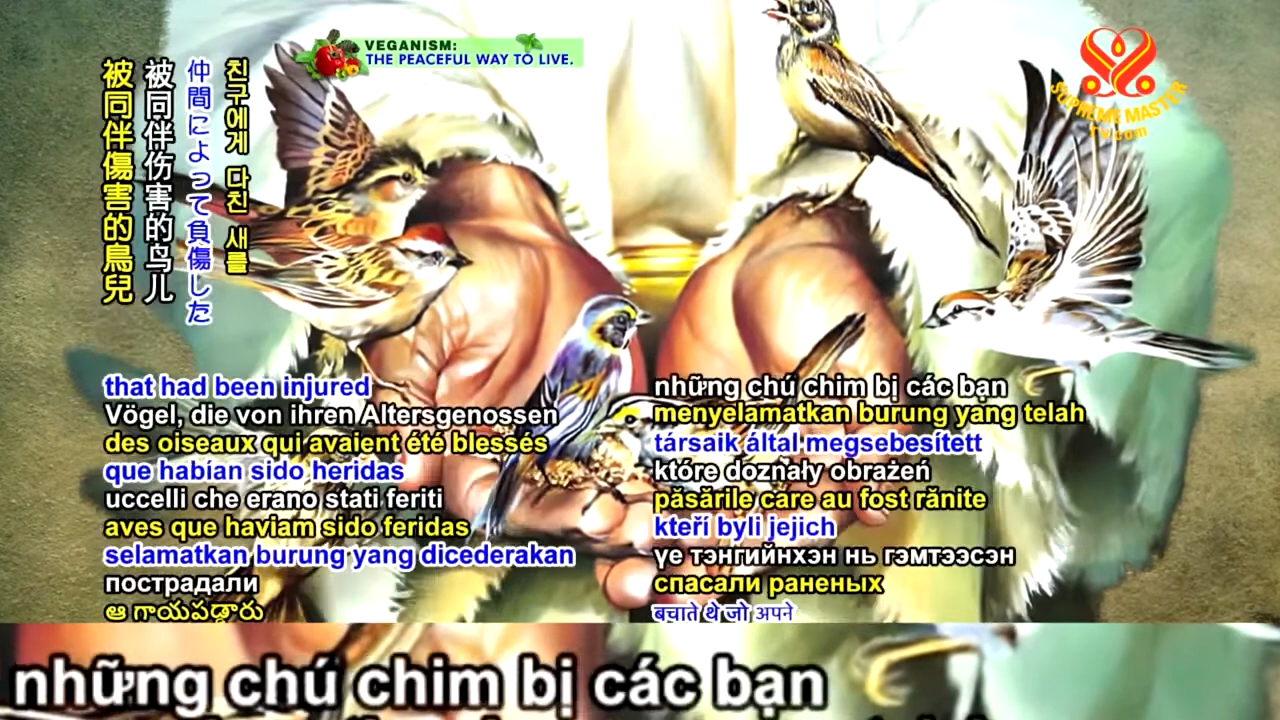 VEGANISM:
THE PEACEFUL WAY TO LIVE.
SUPREME MASTER
TV.com
被同伴傷害的鳥兒
被同伴伤害的鸟儿
仲間によって負傷した
친구에게 다친 새를
that had been injured
Vögel, die von ihren Altersgenossen
des oiseaux qui avaient été blessés
que habían sido heridas
uccelli che erano stati feriti
aves que haviam sido feridas
selamatkan burung yang dicederakan
пострадали
ఆ గాయపడ్డారు
những chú chim bị các bạn
menyelamatkan burung yang telah
társaik által megsebesített
które doznały obrażeń
păsările care au fost rănite
kteří byli jejich
үе тэнгийнхэн нь гэмтээсэн
спасали раненых
बचाते थे जो अपने
những chú chim bị các bạn